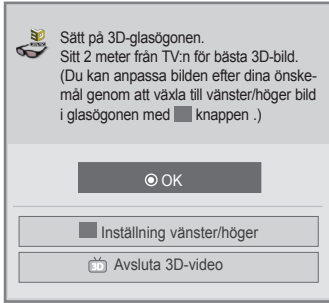 Sätt på 3D-glasögonen.
Sitt 2 meter från TV:n för bästa 3D-bild.
(Du kan anpassa bilden efter dina önske-
mål genom att växla till vänster/höger bild
i glasögonen med knappen .)
OK
Inställning vänster/höger
3D Avsluta 3D-video